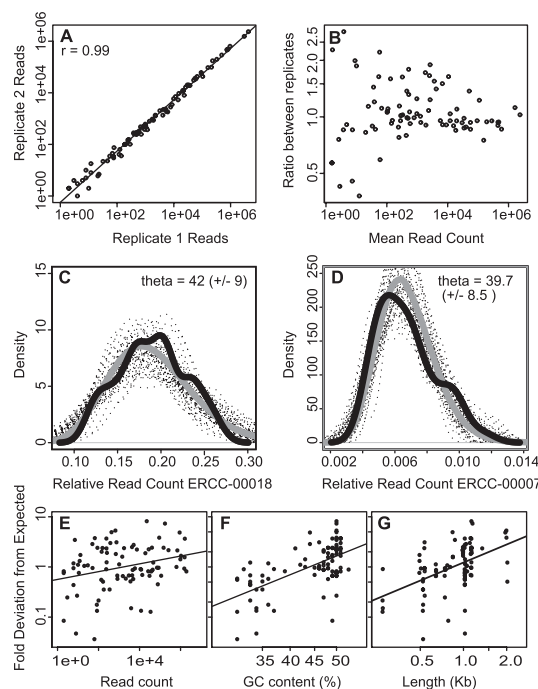 A
r = 0.99
1e+00 1e+02 1e+04 1e+06
Replicate 2 Reads
1e+00 1e+02 1e+04 1e+06
Replicate 1 Reads
B
0.5 1.0 1.5 2.0 2.5
Ratio between replicates
1e+00 1e+02 1e+04 1e+06
Mean Read Count
C
theta = 42 (+/- 9)
0 5 10 15
Density
0.10 0.15 0.20 0.25 0.30
Relative Read Count ERCC-00018
D
theta = 39.7
(+/- 8.5 )
0 50 100 150 200 250
Density
0.002 0.006 0.010 0.014
Relative Read Count ERCC-00007
E
0.1 1 10
Fold Deviation from Expected
1e+0 1e+4
Read count
F
35 40 45 50
GC content (%)
G
0.5 1.0 2.0
Length (Kb)